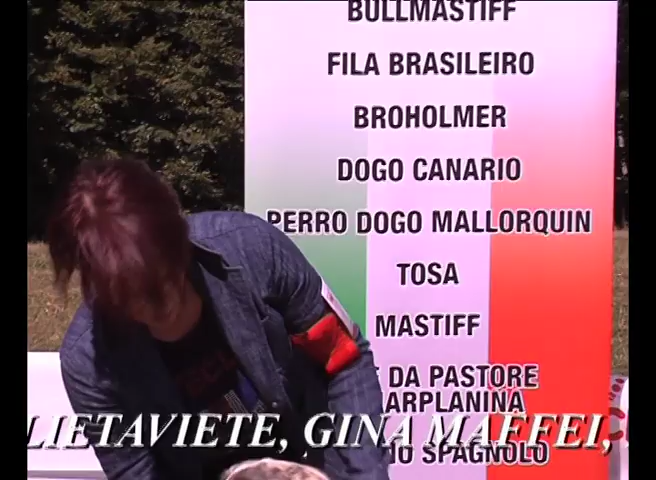 BULLMASTIFF
FILA BRASILEIRO
BROHOLMER
DOGO CANARIO
PERRO DOGO MALLORQUIN
TOSA
MASTIFF
DA PASTORE
ARPLANINA
SPAGNOLO
LIETAVIETE, GINA MAFFEI,